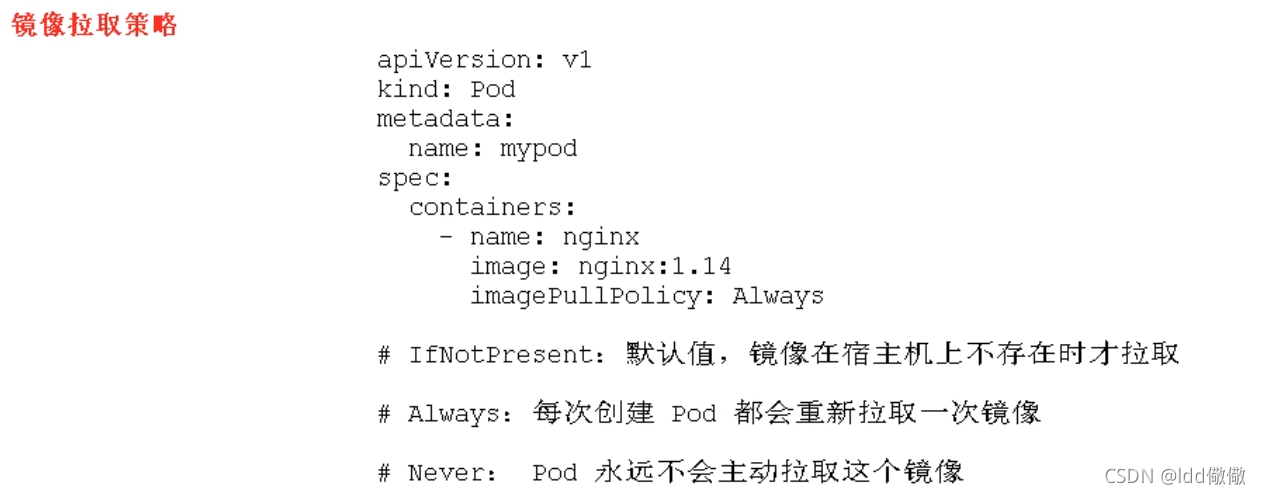 镜像拉取策略
apiVersion: v1
kind: Pod
metadata:
  name: mypod
spec:
  containers:
    - name: nginx
      image: nginx:1.14
      imagePullPolicy: Always
# IfNotPresent：默认值，镜像在宿主机上不存在时才拉取
# Always：每次创建 Pod 都会重新拉取一次镜像
# Never： Pod 永远不会主动拉取这个镜像
CSDN @ldd儆儆